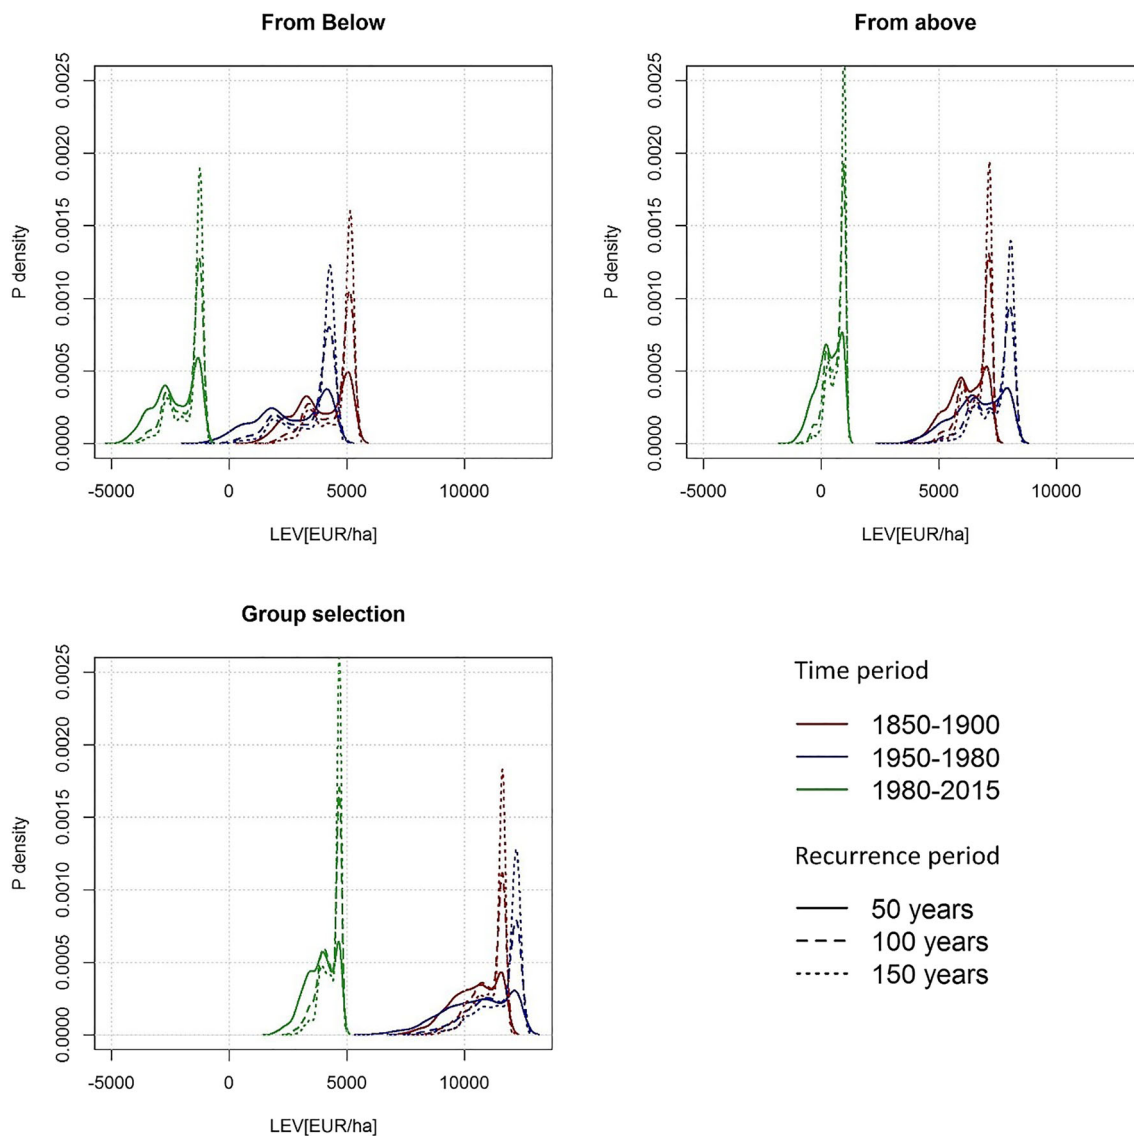 From Below
From above
P density
0.0000
0.0005
0.0010
0.0015
0.0020
0.0025
-5000
0
5000
10000
LEV[EUR/ha]
P density
0.0000
0.0005
0.0010
0.0015
0.0020
0.0025
-5000
0
5000
10000
LEV[EUR/ha]
Group selection
P density
0.0000
0.0005
0.0010
0.0015
0.0020
0.0025
-5000
0
5000
10000
LEV[EUR/ha]
Time period
1850-1900
1950-1980
1980-2015
Recurrence period
50 years
100 years
150 years